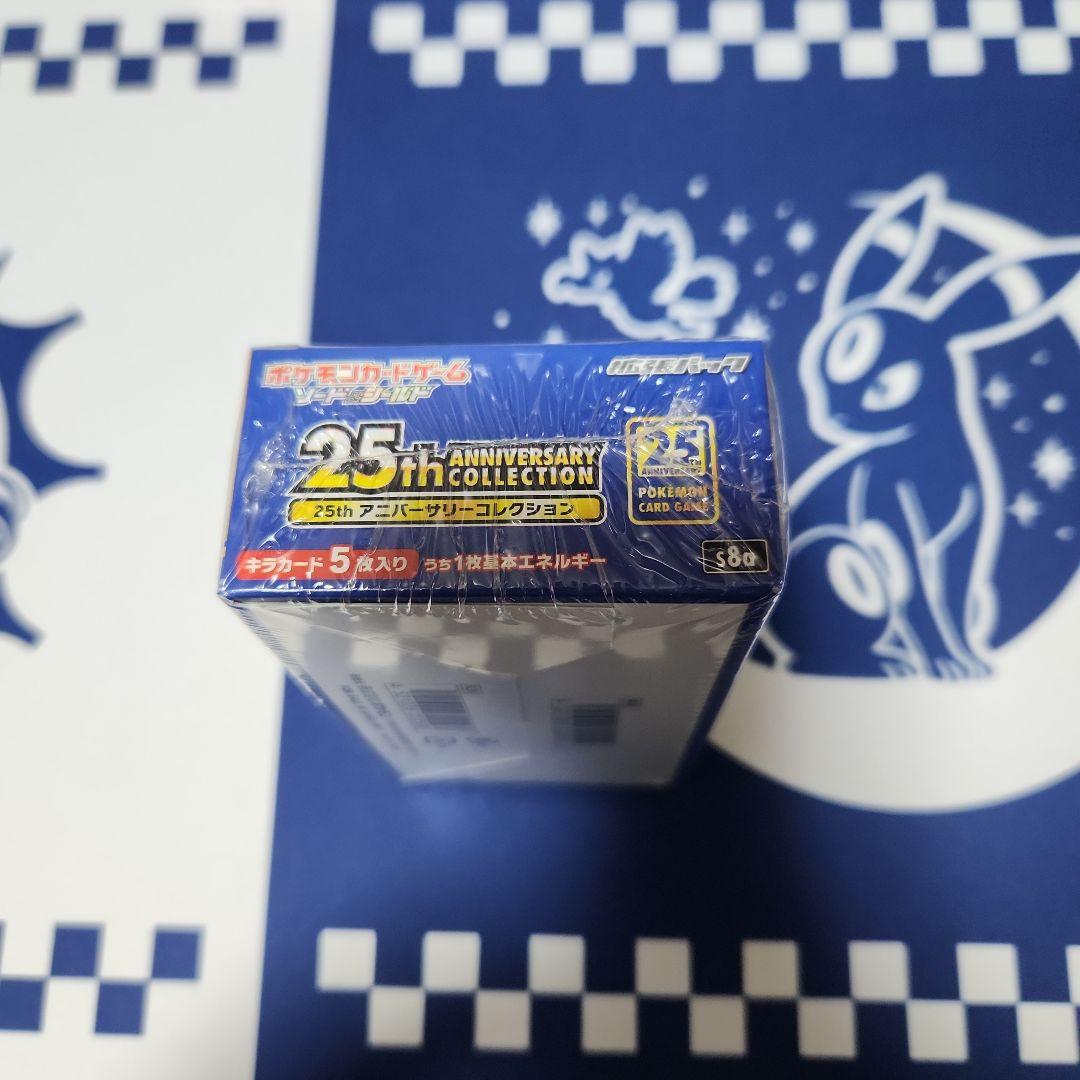 ポケモンカードゲーム
ソード&シールド
拡張パック
25th ANNIVERSARY COLLECTION
25th アニバーサリーコレクション
25 ANNIVERSARY
POKÉMON
CARD GAME
キラカード5枚入り うち1枚基本エネルギー
s8a